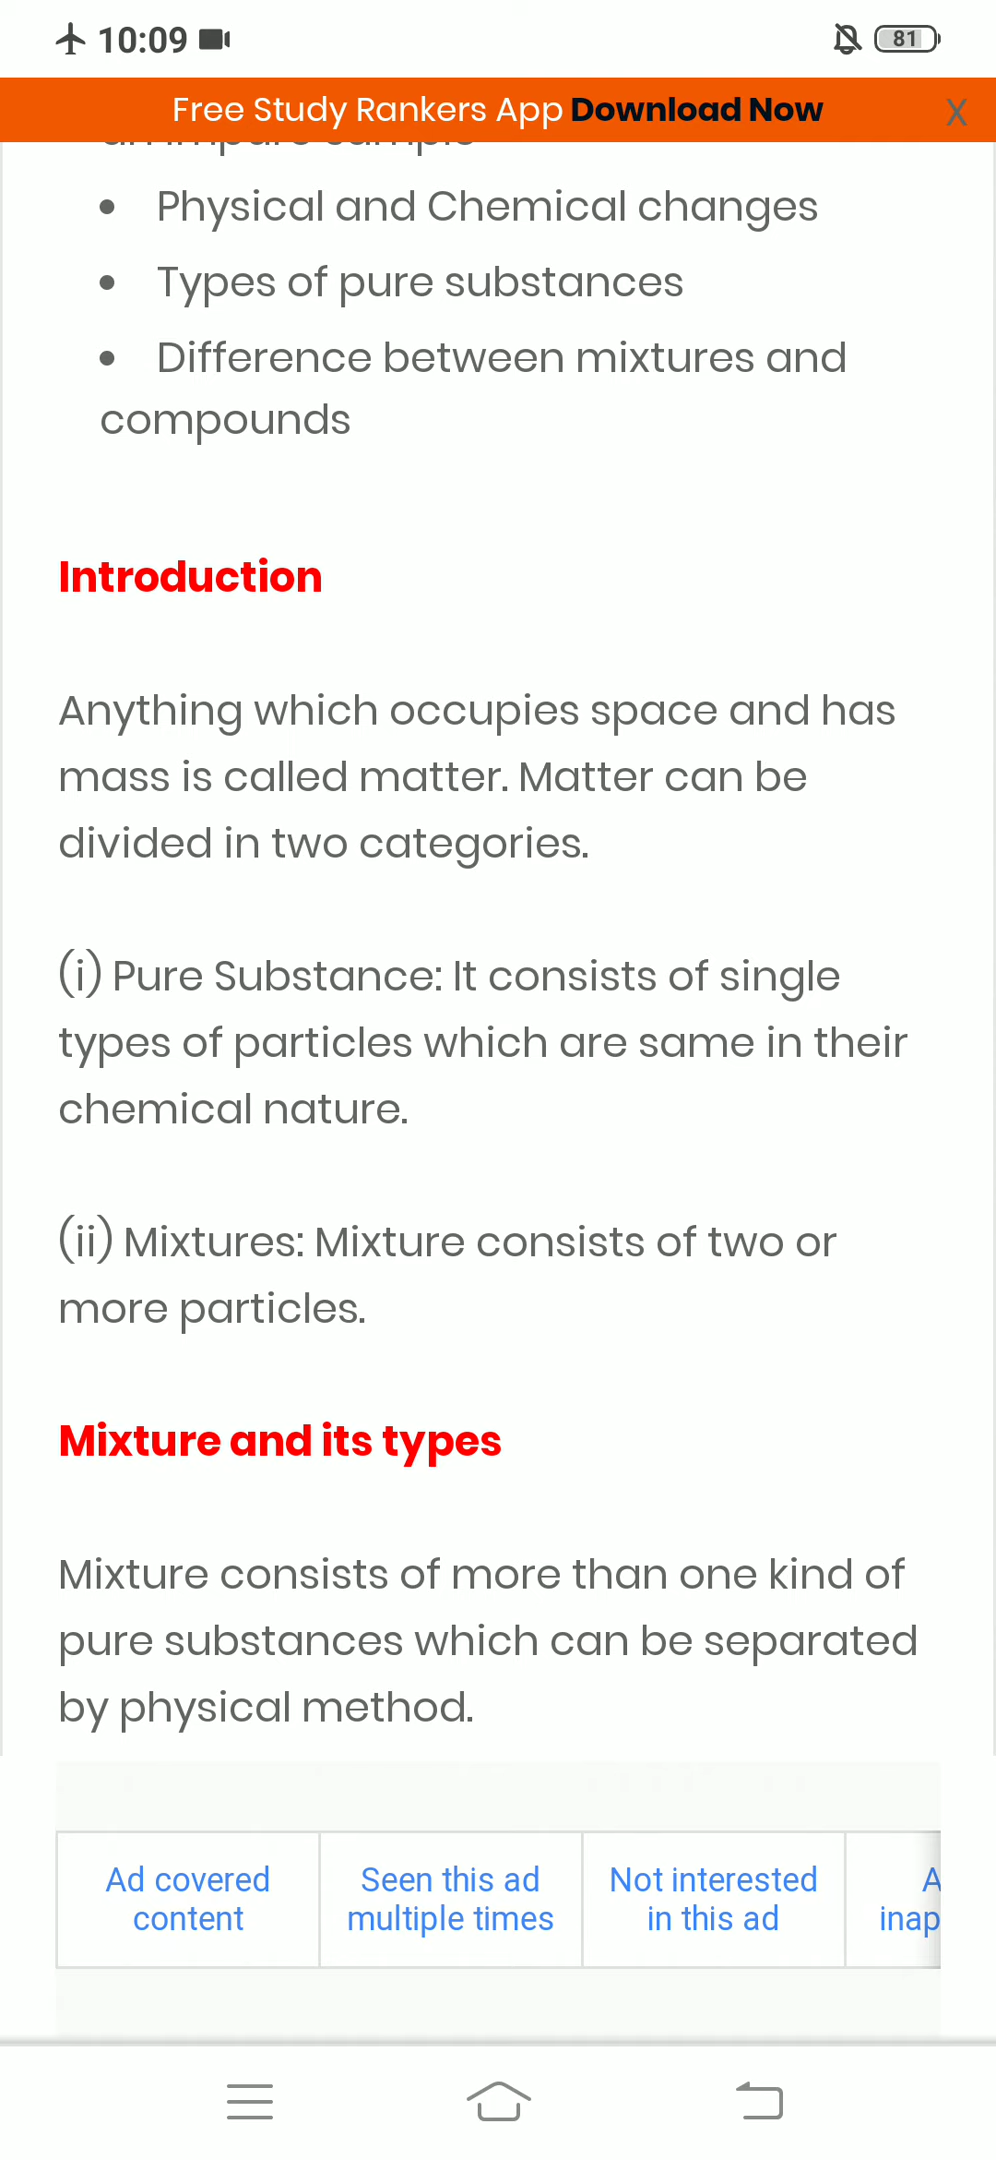 10:09
81
Free Study Rankers App Download Now X
• Physical and Chemical changes
• Types of pure substances
• Difference between mixtures and
compounds
Introduction
Anything which occupies space and has
mass is called matter. Matter can be
divided in two categories.
(i) Pure Substance: It consists of single
types of particles which are same in their
chemical nature.
(ii) Mixtures: Mixture consists of two or
more particles.
Mixture and its types
Mixture consists of more than one kind of
pure substances which can be separated
by physical method.
Ad covered
content
Seen this ad
multiple times
Not interested
in this ad